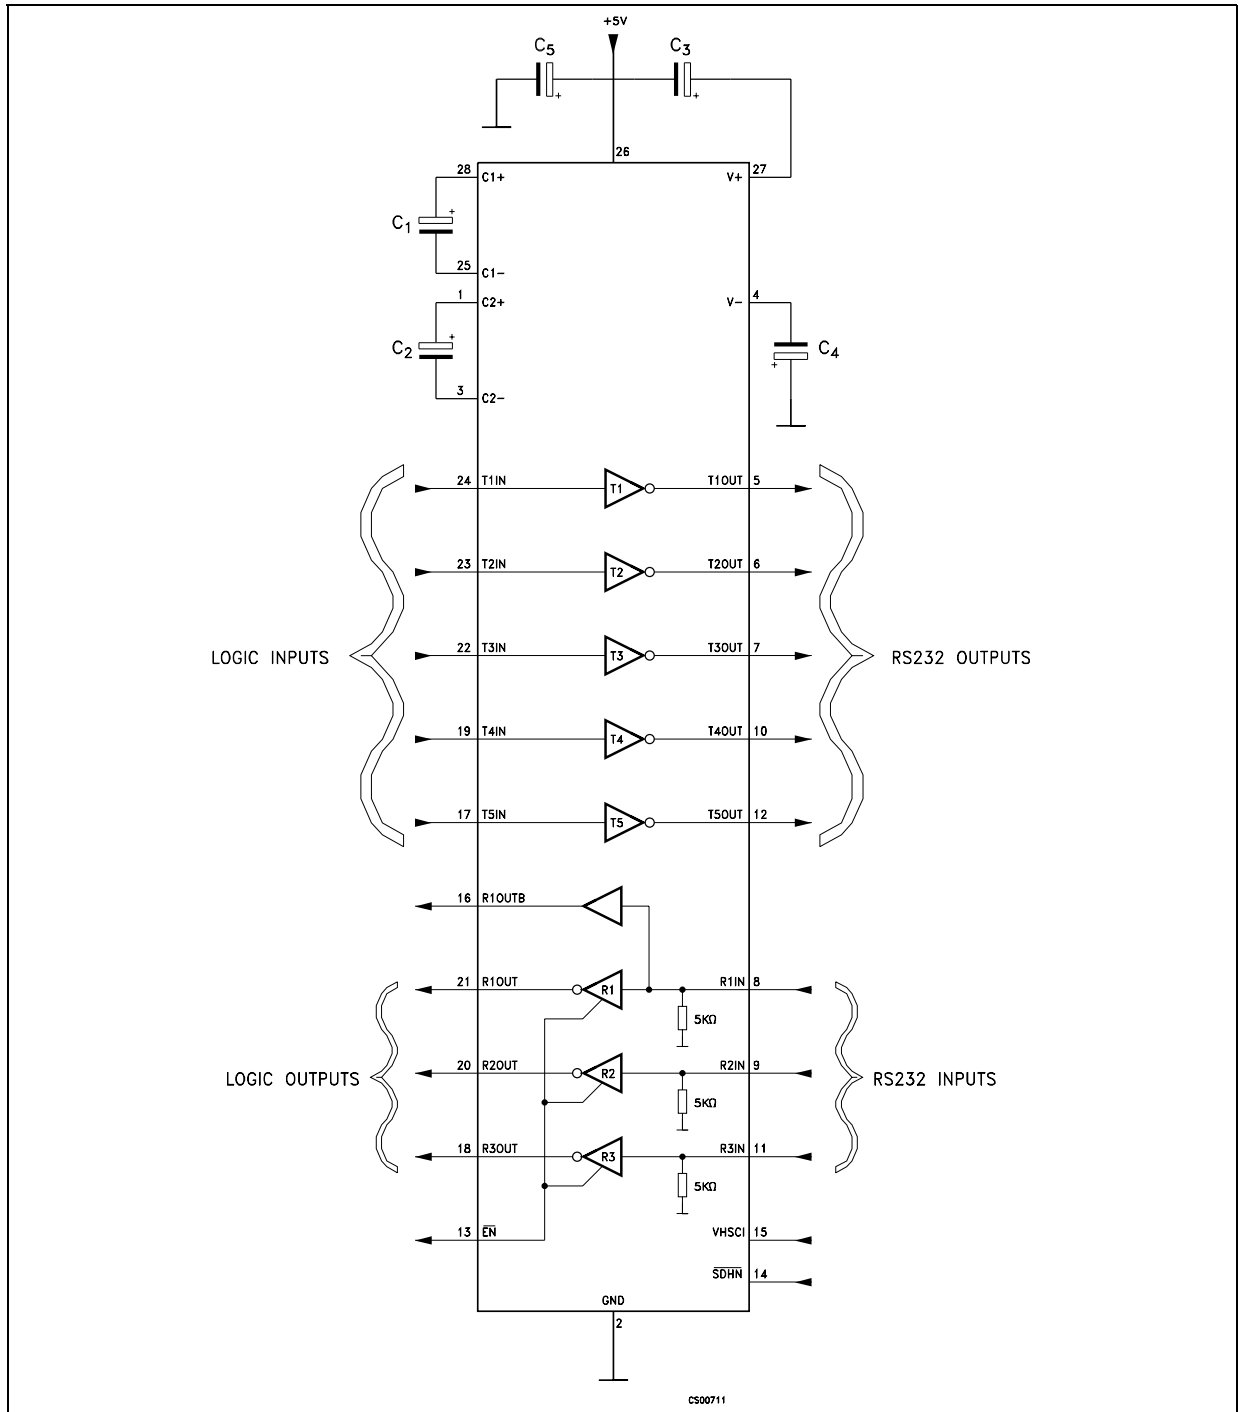 +5V
C5 C3
+ +
26
28 C1+ V+ 27
C1 +
25 C1-
1 C2+ V- 4
C2 + C4
+
3 C2-
24 T1IN T1 T1OUT 5
23 T2IN T2 T2OUT 6
LOGIC INPUTS 22 T3IN T3 T3OUT 7 RS232 OUTPUTS
19 T4IN T4 T4OUT 10
17 T5IN T5 T5OUT 12
16 R1OUTB
21 R1OUT R1 R1IN 8
5KΩ
20 R2OUT R2 R2IN 9
LOGIC OUTPUTS RS232 INPUTS
5KΩ
18 R3OUT R3 R3IN 11
5KΩ
13 EN VHSCI 15
SDHN 14
GND
2
CS00711